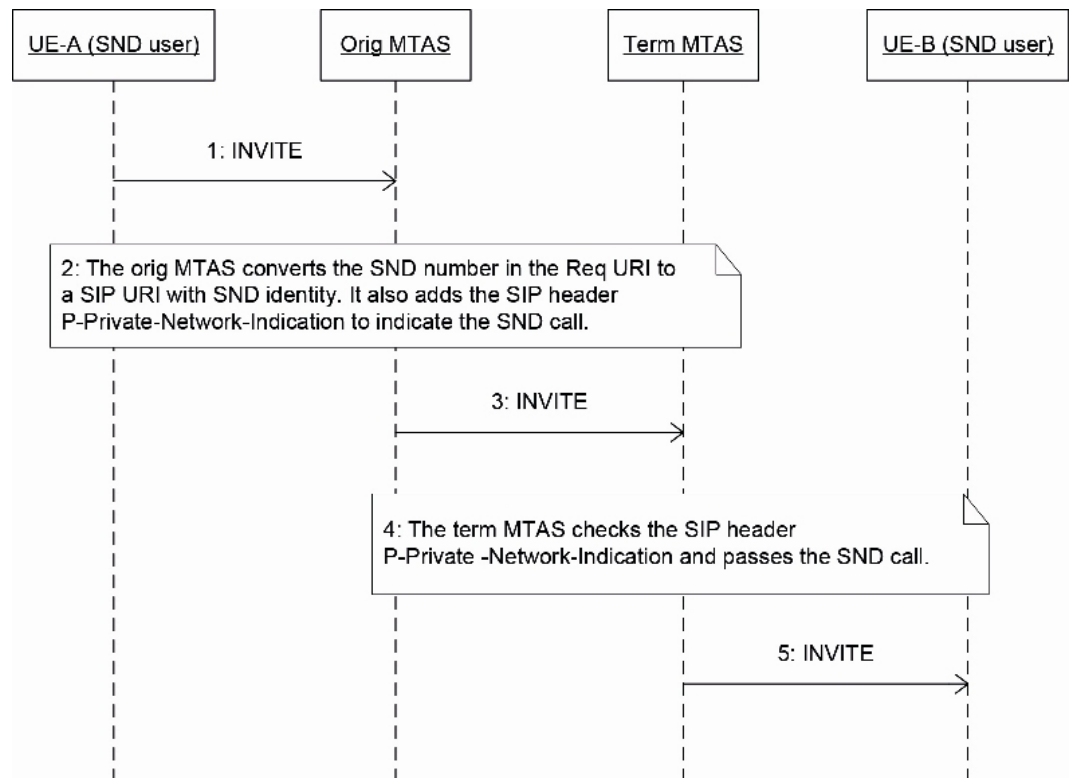 UE-A (SND user)
Orig MTAS
Term MTAS
UE-B (SND user)
1: INVITE
2: The orig MTAS converts the SND number in the Req URI to
a SIP URI with SND identity. It also adds the SIP header
P-Private-Network-Indication to indicate the SND call.
3: INVITE
4: The term MTAS checks the SIP header
P-Private -Network-Indication and passes the SND call.
5: INVITE